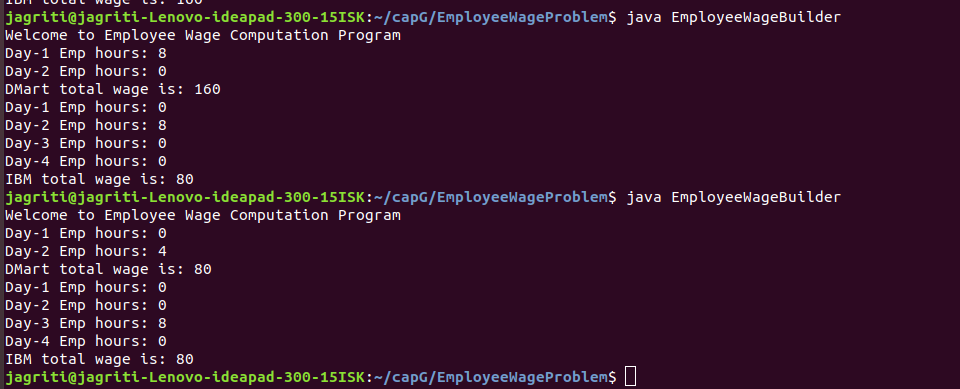 IBM total wage is: 160
jagriti@jagriti-Lenovo-ideapad-300-15ISK:~/capG/EmployeeWageProblem$ java EmployeeWageBuilder
Welcome to Employee Wage Computation Program
Day-1 Emp hours: 8
Day-2 Emp hours: 0
DMart total wage is: 160
Day-1 Emp hours: 0
Day-2 Emp hours: 8
Day-3 Emp hours: 0
Day-4 Emp hours: 0
IBM total wage is: 80
jagriti@jagriti-Lenovo-ideapad-300-15ISK:~/capG/EmployeeWageProblem$ java EmployeeWageBuilder
Welcome to Employee Wage Computation Program
Day-1 Emp hours: 0
Day-2 Emp hours: 4
DMart total wage is: 80
Day-1 Emp hours: 0
Day-2 Emp hours: 0
Day-3 Emp hours: 8
Day-4 Emp hours: 0
IBM total wage is: 80
jagriti@jagriti-Lenovo-ideapad-300-15ISK:~/capG/EmployeeWageProblem$